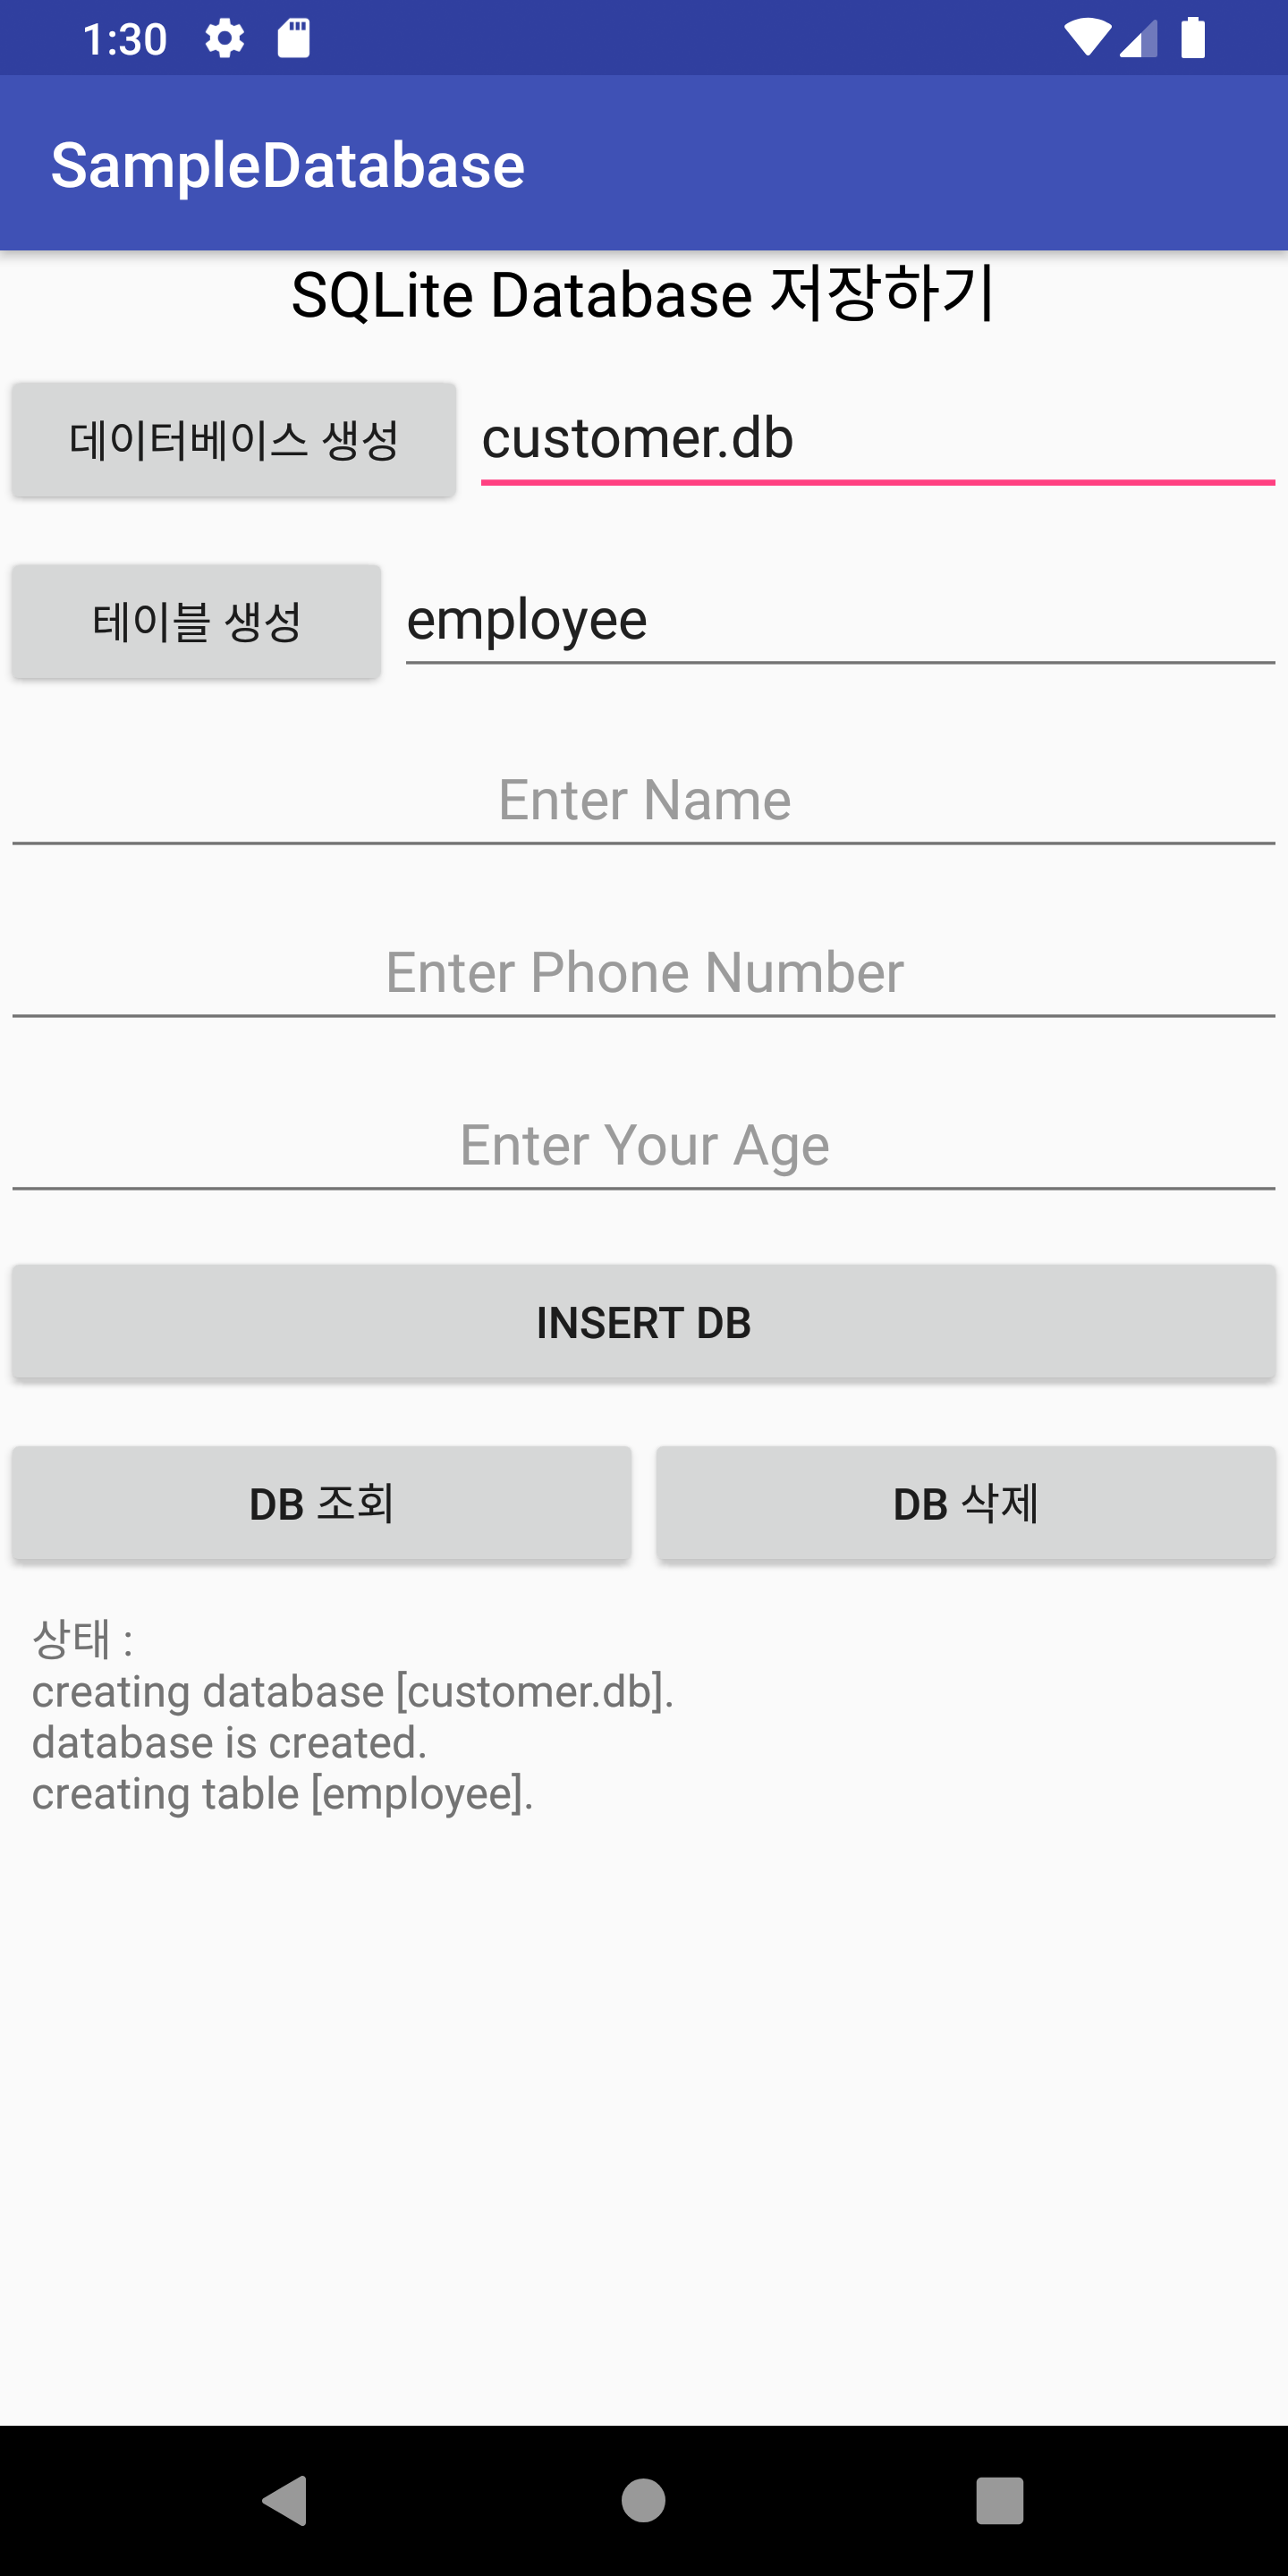 1:30
SampleDatabase
SQLite Database 저장하기
데이터베이스 생성
customer.db
테이블 생성
employee
Enter Name
Enter Phone Number
Enter Your Age
INSERT DB
DB 조회
DB 삭제
상태 :
creating database [customer.db].
database is created.
creating table [employee].